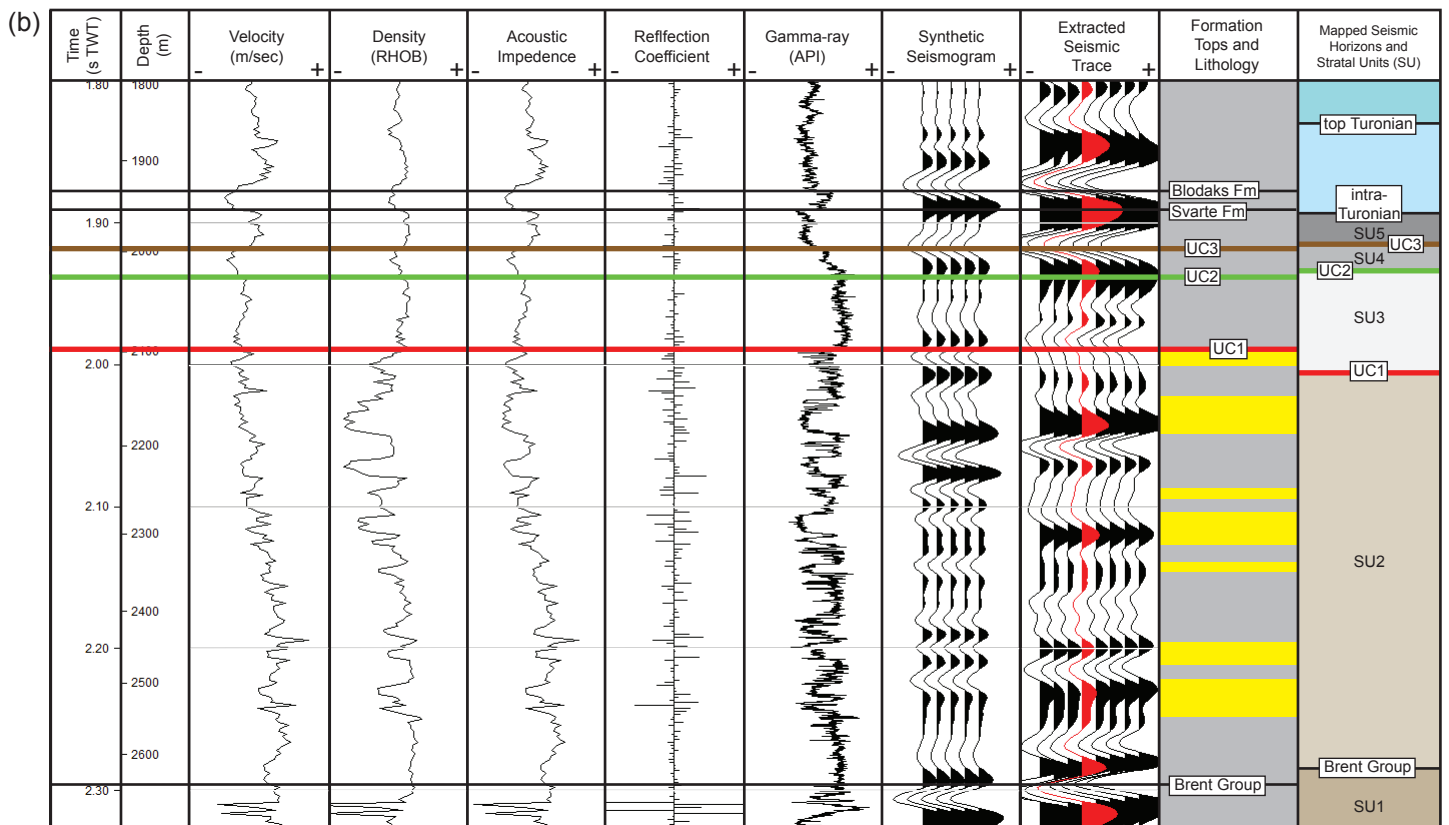 (b)
Time
(s TWT)
Depth
(m)
Velocity
(m/sec)
- +
Density
(RHOB)
- +
Acoustic
Impedence
- +
Reflfection
Coefficient
- +
Gamma-ray
(API)
- +
Synthetic
Seismogram
- +
Extracted
Seismic
Trace
- +
Formation
Tops and
Lithology
Mapped Seismic
Horizons and
Stratal Units (SU)
1.80
1.90
2.00
2.10
2.20
2.30
1800
1900
2000
2100
2200
2300
2400
2500
2600
Blodaks Fm
Svarte Fm
UC3
UC2
UC1
Brent Group
top Turonian
intra-
Turonian
SU5
UC3
SU4
UC2
SU3
UC1
SU2
Brent Group
SU1